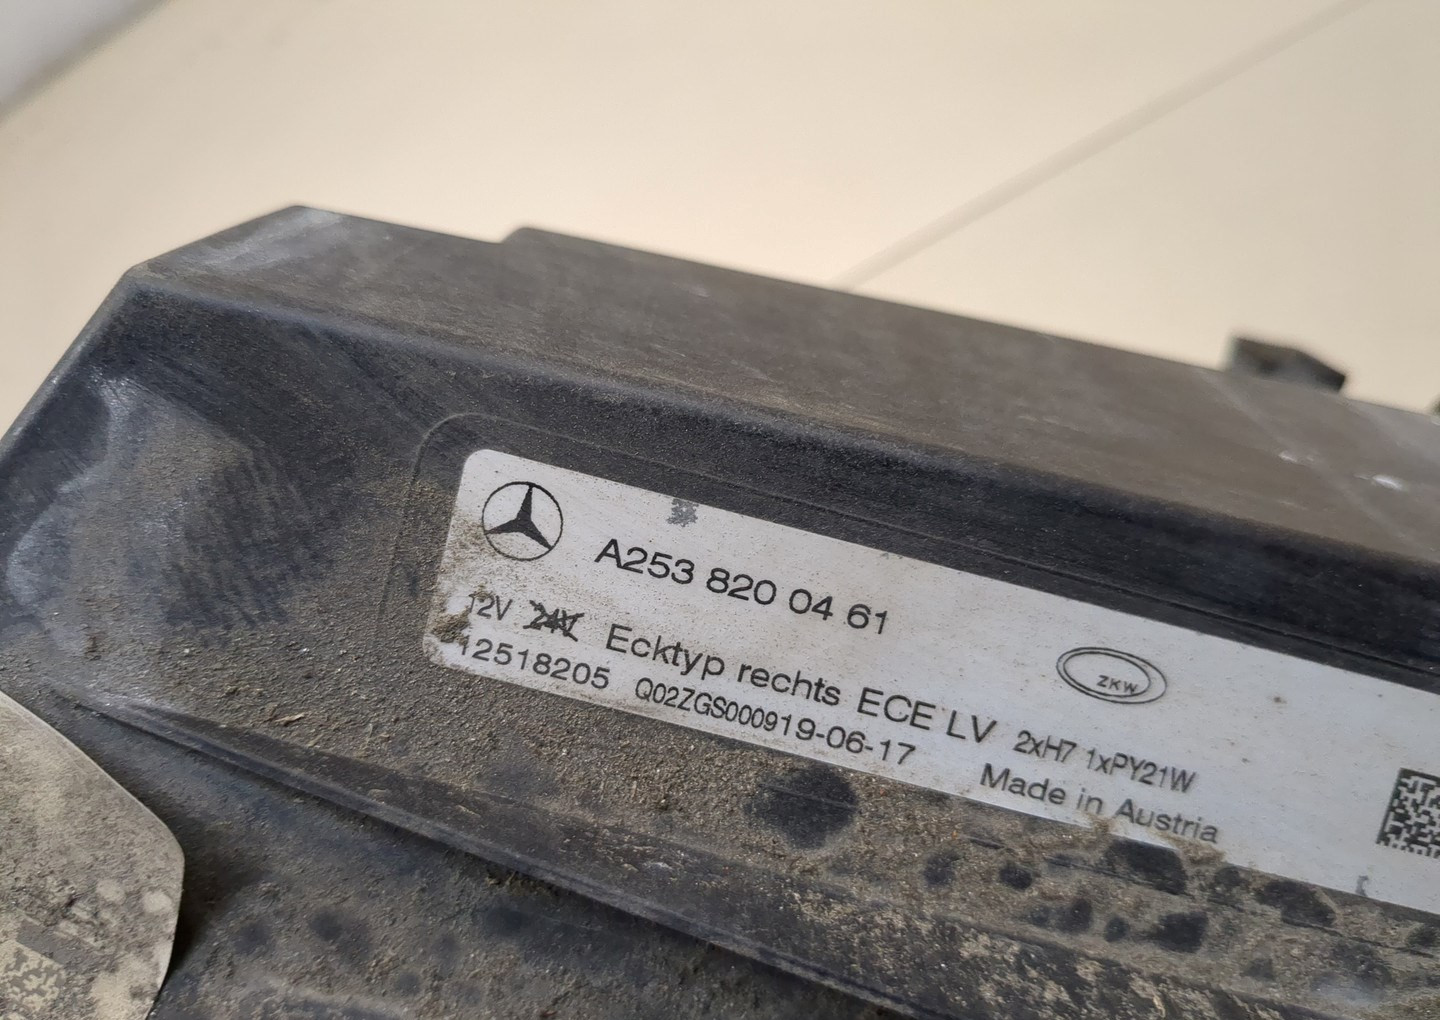 A253 820 04 61
12V 24V Ecktyp rechts ECE LV 2xH7 1xPY21W
12518205 Q02ZGS000919-06-17 Made in Austria
ZKW